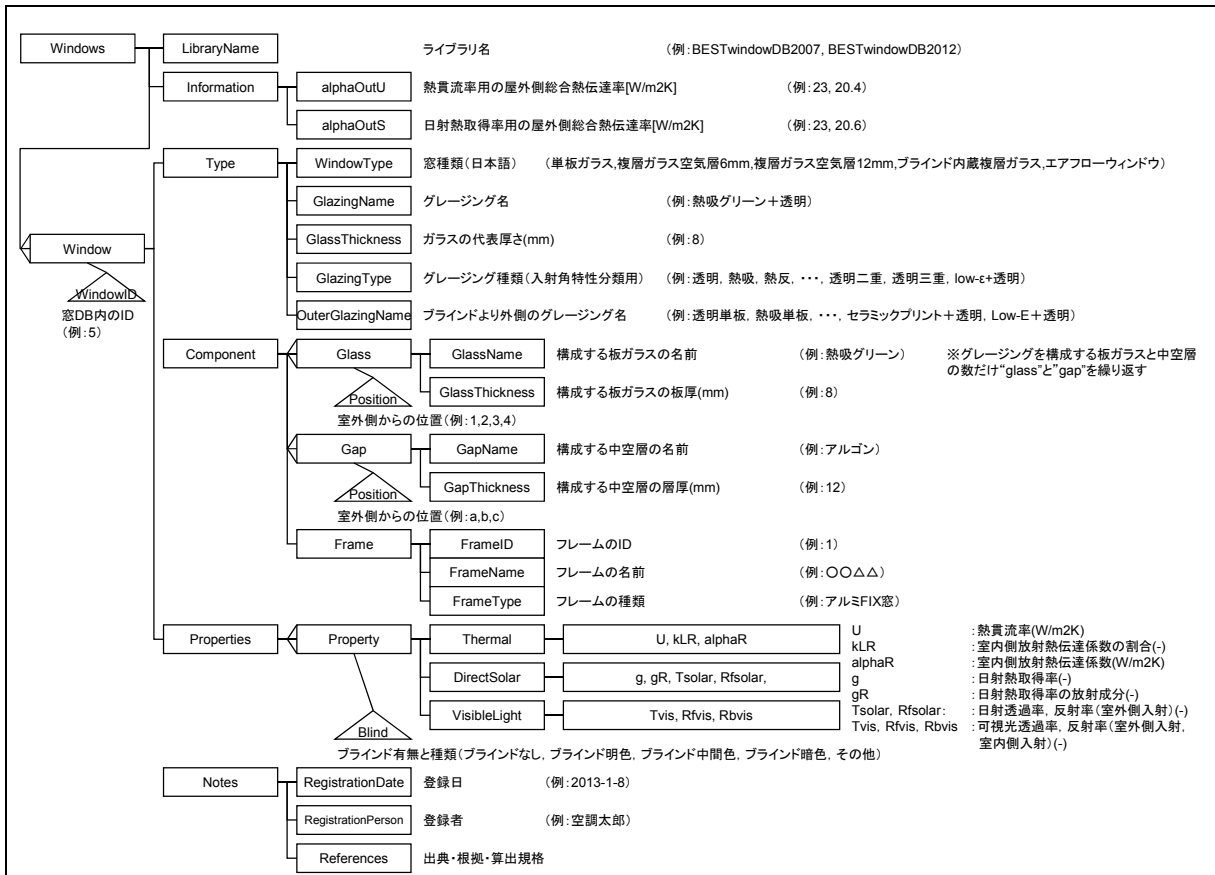 Windows LibraryName ライブラリ名 (例:BESTwindowDB2007, BESTwindowDB2012)
Information alphaOutU 熱貫流率用の屋外側総合熱伝達率[W/m2K] (例:23, 20.4)
alphaOutS 日射熱取得率用の屋外側総合熱伝達率[W/m2K] (例:23, 20.6)
Type WindowType 窓種類(日本語) (単板ガラス,複層ガラス空気層6mm,複層ガラス空気層12mm,ブラインド内蔵複層ガラス,エアフローウィンドウ)
GlazingName グレージング名 (例:熱吸グリーン+透明)
Window GlassThickness ガラスの代表厚さ(mm) (例:8)
WindowID GlazingType グレージング種類(入射角特性分類用) (例:透明, 熱吸, 熱反, ・・・, 透明二重, 透明三重, low-ε+透明)
窓DB内のID OuterGlazingName ブラインドより外側のグレージング名 (例:透明単板, 熱吸単板, ・・・, セラミックプリント+透明, Low-E+透明)
(例:5)
Component Glass GlassName 構成する板ガラスの名前 (例:熱吸グリーン) ※グレージングを構成する板ガラスと中空層
の数だけ“glass”と”gap”を繰り返す
Position GlassThickness 構成する板ガラスの板厚(mm) (例:8)
室外側からの位置(例:1,2,3,4)
Gap GapName 構成する中空層の名前 (例:アルゴン)
Position GapThickness 構成する中空層の層厚(mm) (例:12)
室外側からの位置(例:a,b,c)
Frame FrameID フレームのID (例:1)
FrameName フレームの名前 (例:○○△△)
FrameType フレームの種類 (例:アルミFIX窓)
Properties Property Thermal U, kLR, alphaR
DirectSolar g, gR, Tsolar, Rfsolar,
VisibleLight Tvis, Rfvis, Rbvis
U :熱貫流率(W/m2K)
kLR :室内側放射熱伝達係数の割合(-)
alphaR :室内側放射熱伝達係数(W/m2K)
g :日射熱取得率(-)
gR :日射熱取得率の放射成分(-)
Tsolar, Rfsolar: :日射透過率, 反射率(室外側入射)(-)
Tvis, Rfvis, Rbvis :可視光透過率, 反射率(室外側入射,
室内側入射)(-)
Blind
ブラインド有無と種類(ブラインドなし, ブラインド明色, ブラインド中間色, ブラインド暗色, その他)
Notes RegistrationDate 登録日 (例:2013-1-8)
RegistrationPerson 登録者 (例:空調太郎)
References 出典・根拠・算出規格